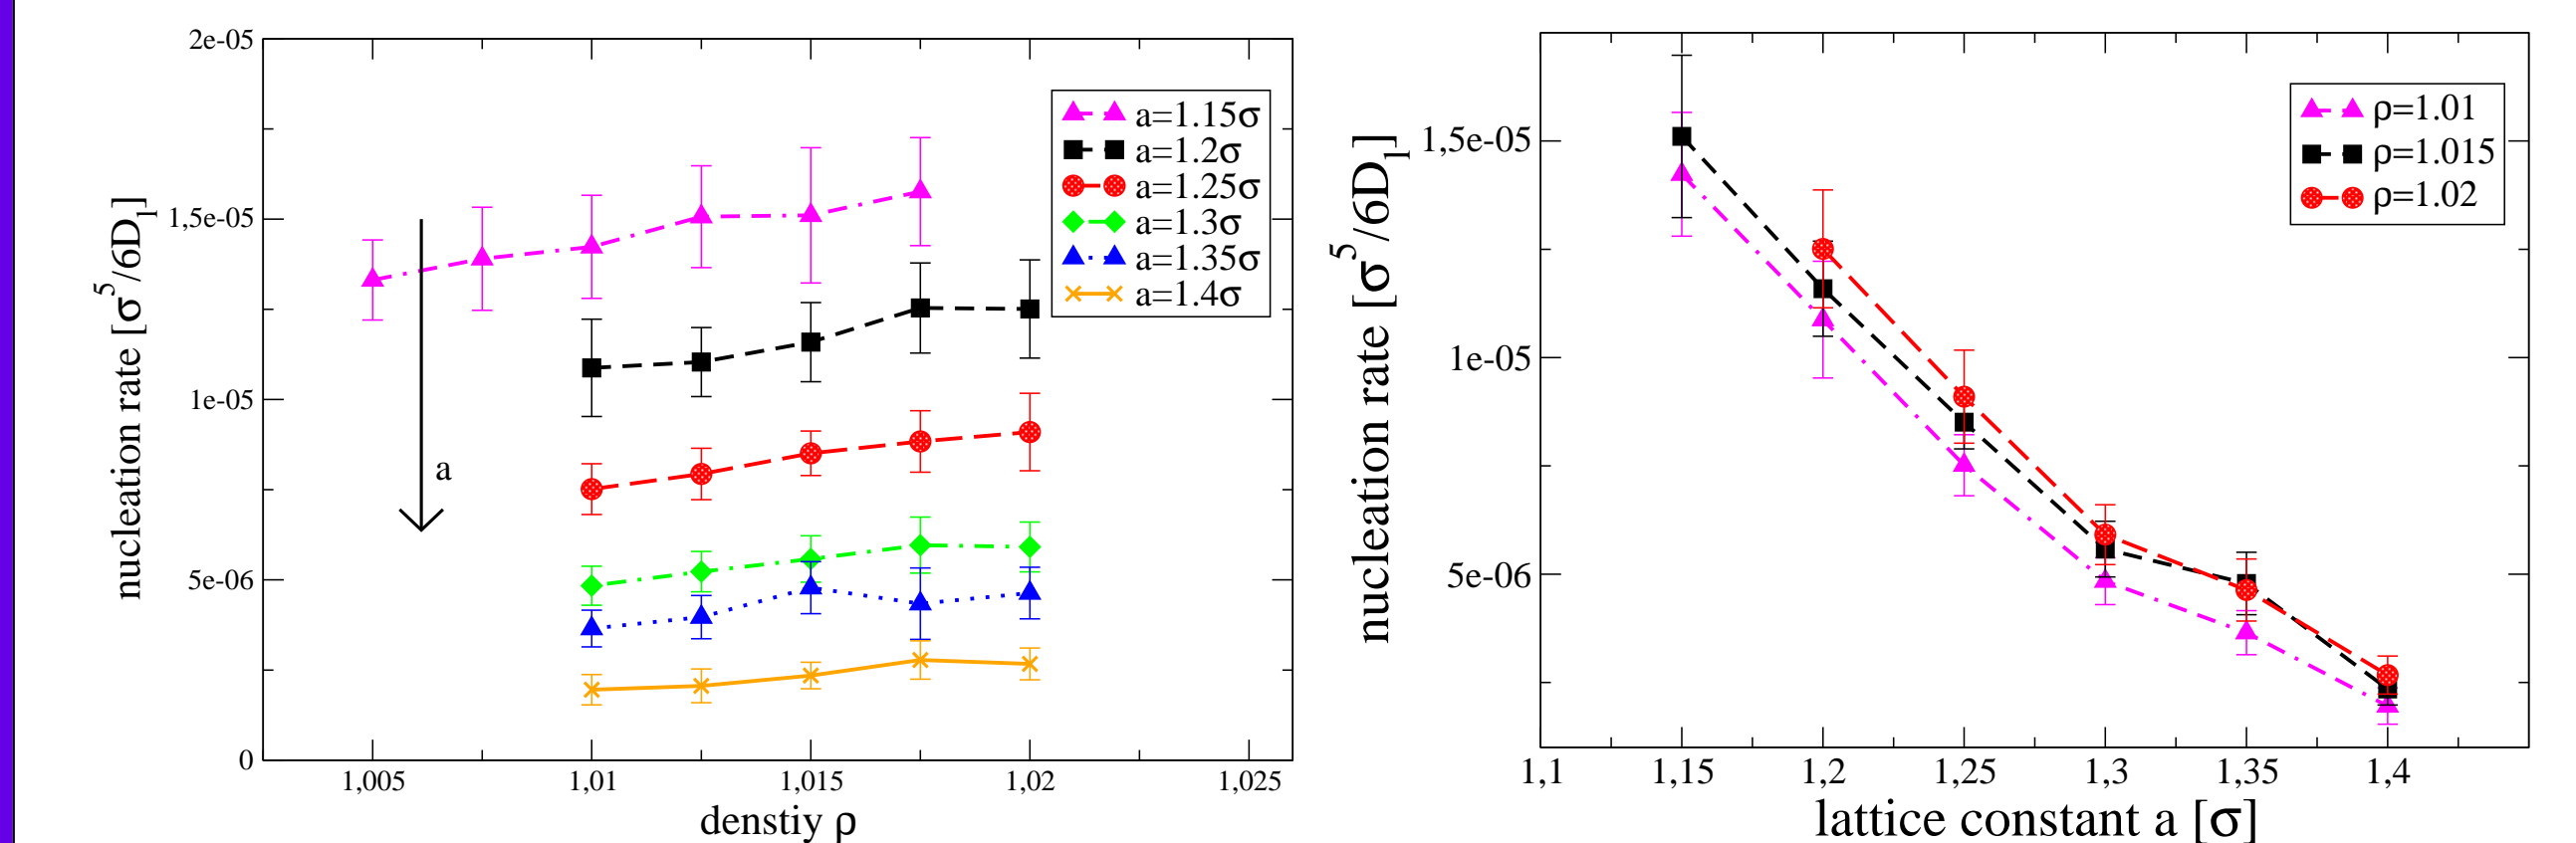 nucleation rate [σ⁵/6Dₗ]
2e-05
1,5e-05
1e-05
5e-06
0
1,005
1,01
1,015
1,02
1,025
denstiy ρ
a
a=1.15σ
a=1.2σ
a=1.25σ
a=1.3σ
a=1.35σ
a=1.4σ
nucleation rate [σ⁵/6Dₗ]
1,5e-05
1e-05
5e-06
1,1
1,15
1,2
1,25
1,3
1,35
1,4
lattice constant a [σ]
ρ=1.01
ρ=1.015
ρ=1.02